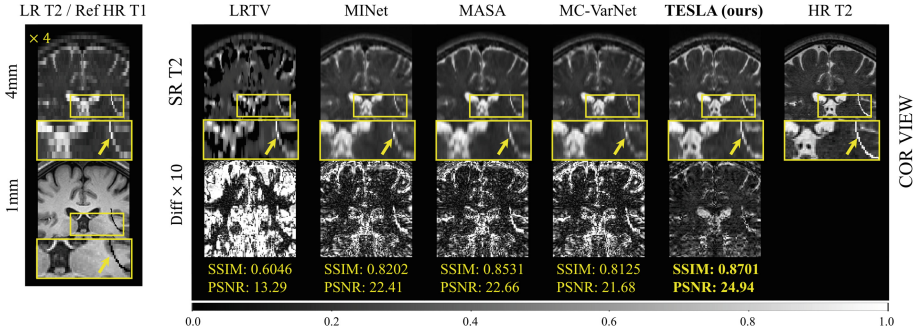 LR T2 / Ref HR T1
LRTV
MINet
MASA
MC-VarNet
TESLA (ours)
HR T2
× 4
4mm
1mm
SR T2
Diff × 10
COR VIEW
SSIM: 0.6046
PSNR: 13.29
SSIM: 0.8202
PSNR: 22.41
SSIM: 0.8531
PSNR: 22.66
SSIM: 0.8125
PSNR: 21.68
SSIM: 0.8701
PSNR: 24.94
0.0
0.2
0.4
0.6
0.8
1.0